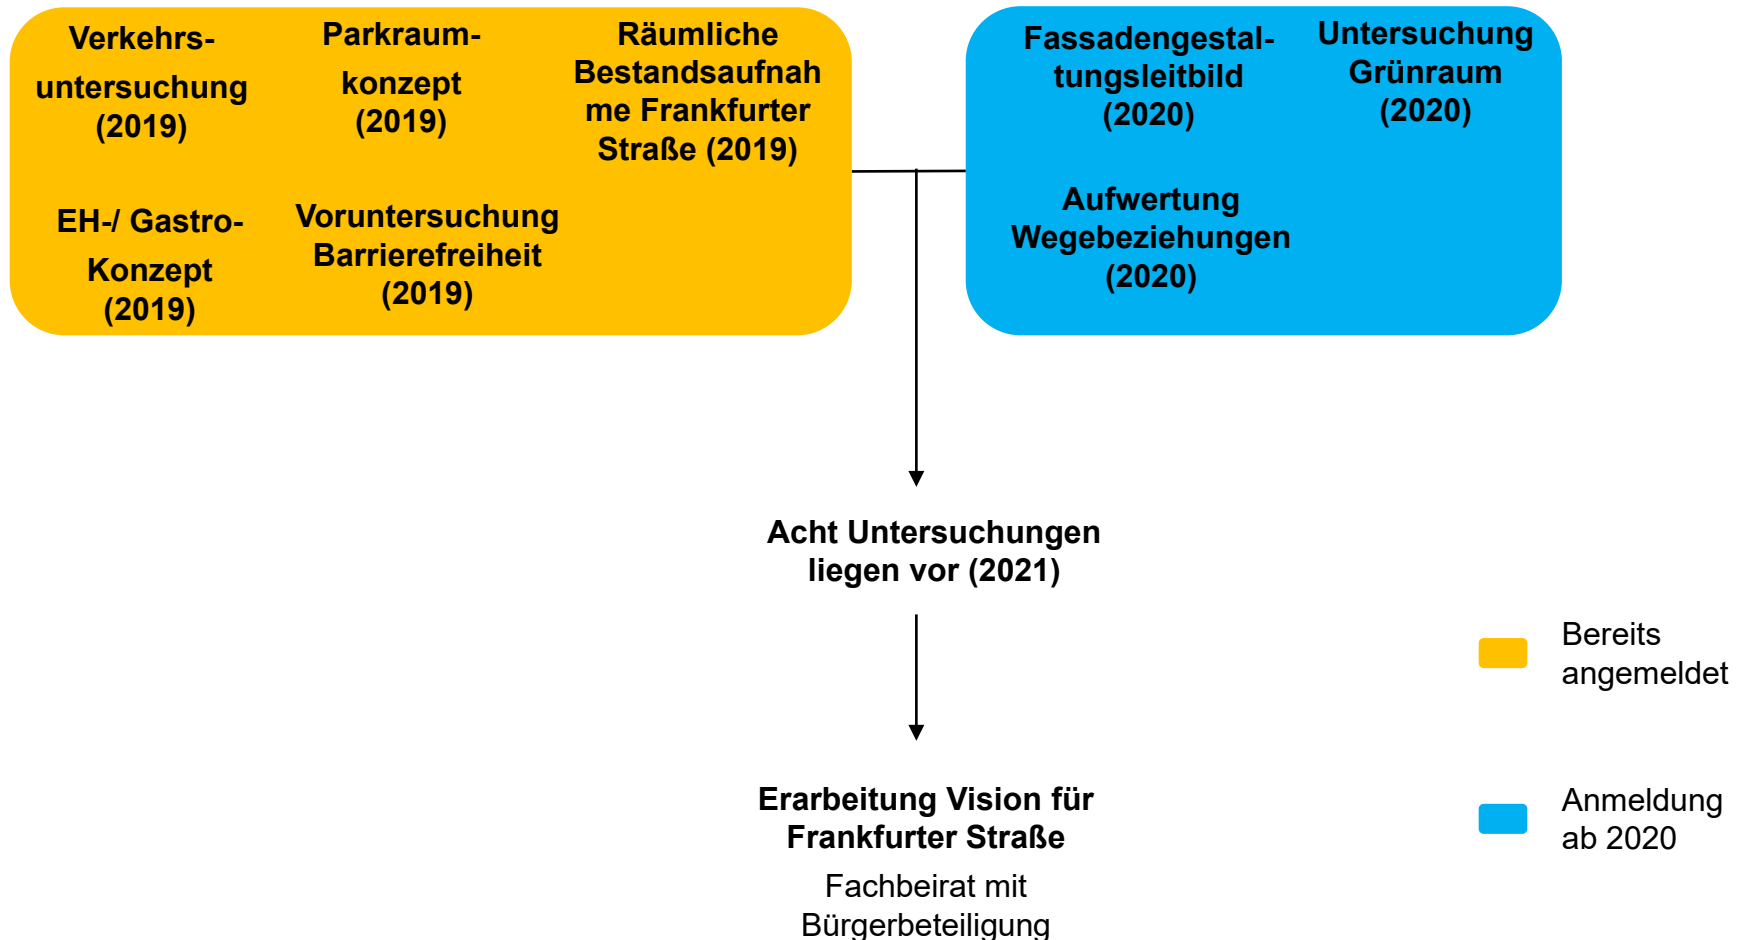 Verkehrs-
untersuchung
(2019)
Parkraum-
konzept
(2019)
Räumliche
Bestandsaufnah
me Frankfurter
Straße (2019)
EH-/ Gastro-
Konzept
(2019)
Voruntersuchung
Barrierefreiheit
(2019)
Fassadengestal-
tungsleitbild
(2020)
Untersuchung
Grünraum
(2020)
Aufwertung
Wegebeziehungen
(2020)
Acht Untersuchungen
liegen vor (2021)
Erarbeitung Vision für
Frankfurter Straße
Fachbeirat mit
Bürgerbeteiligung
Bereits
angemeldet
Anmeldung
ab 2020